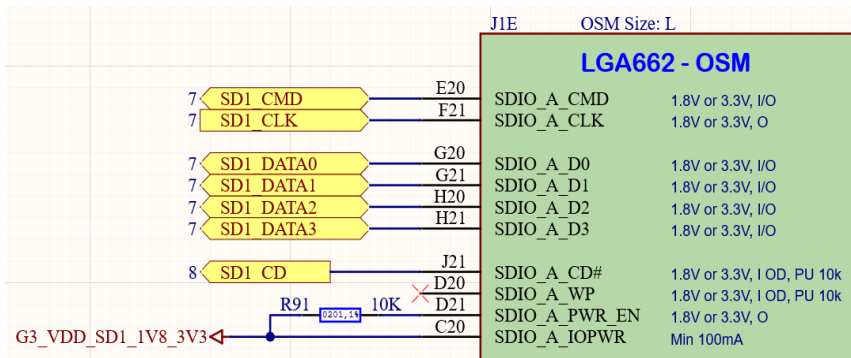 J1E OSM Size: L
LGA662 - OSM
7 SD1_CMD E20 SDIO_A_CMD 1.8V or 3.3V, I/O
7 SD1_CLK F21 SDIO_A_CLK 1.8V or 3.3V, O
7 SD1_DATA0 G20 SDIO_A_D0 1.8V or 3.3V, I/O
7 SD1_DATA1 G21 SDIO_A_D1 1.8V or 3.3V, I/O
7 SD1_DATA2 H20 SDIO_A_D2 1.8V or 3.3V, I/O
7 SD1_DATA3 H21 SDIO_A_D3 1.8V or 3.3V, I/O
8 SD1_CD J21 SDIO_A_CD# 1.8V or 3.3V, I OD, PU 10k
D20 SDIO_A_WP 1.8V or 3.3V, I OD, PU 10k
R91 0201,1% 10K D21 SDIO_A_PWR_EN 1.8V or 3.3V, O
G3_VDD_SD1_1V8_3V3 C20 SDIO_A_IOPWR Min 100mA